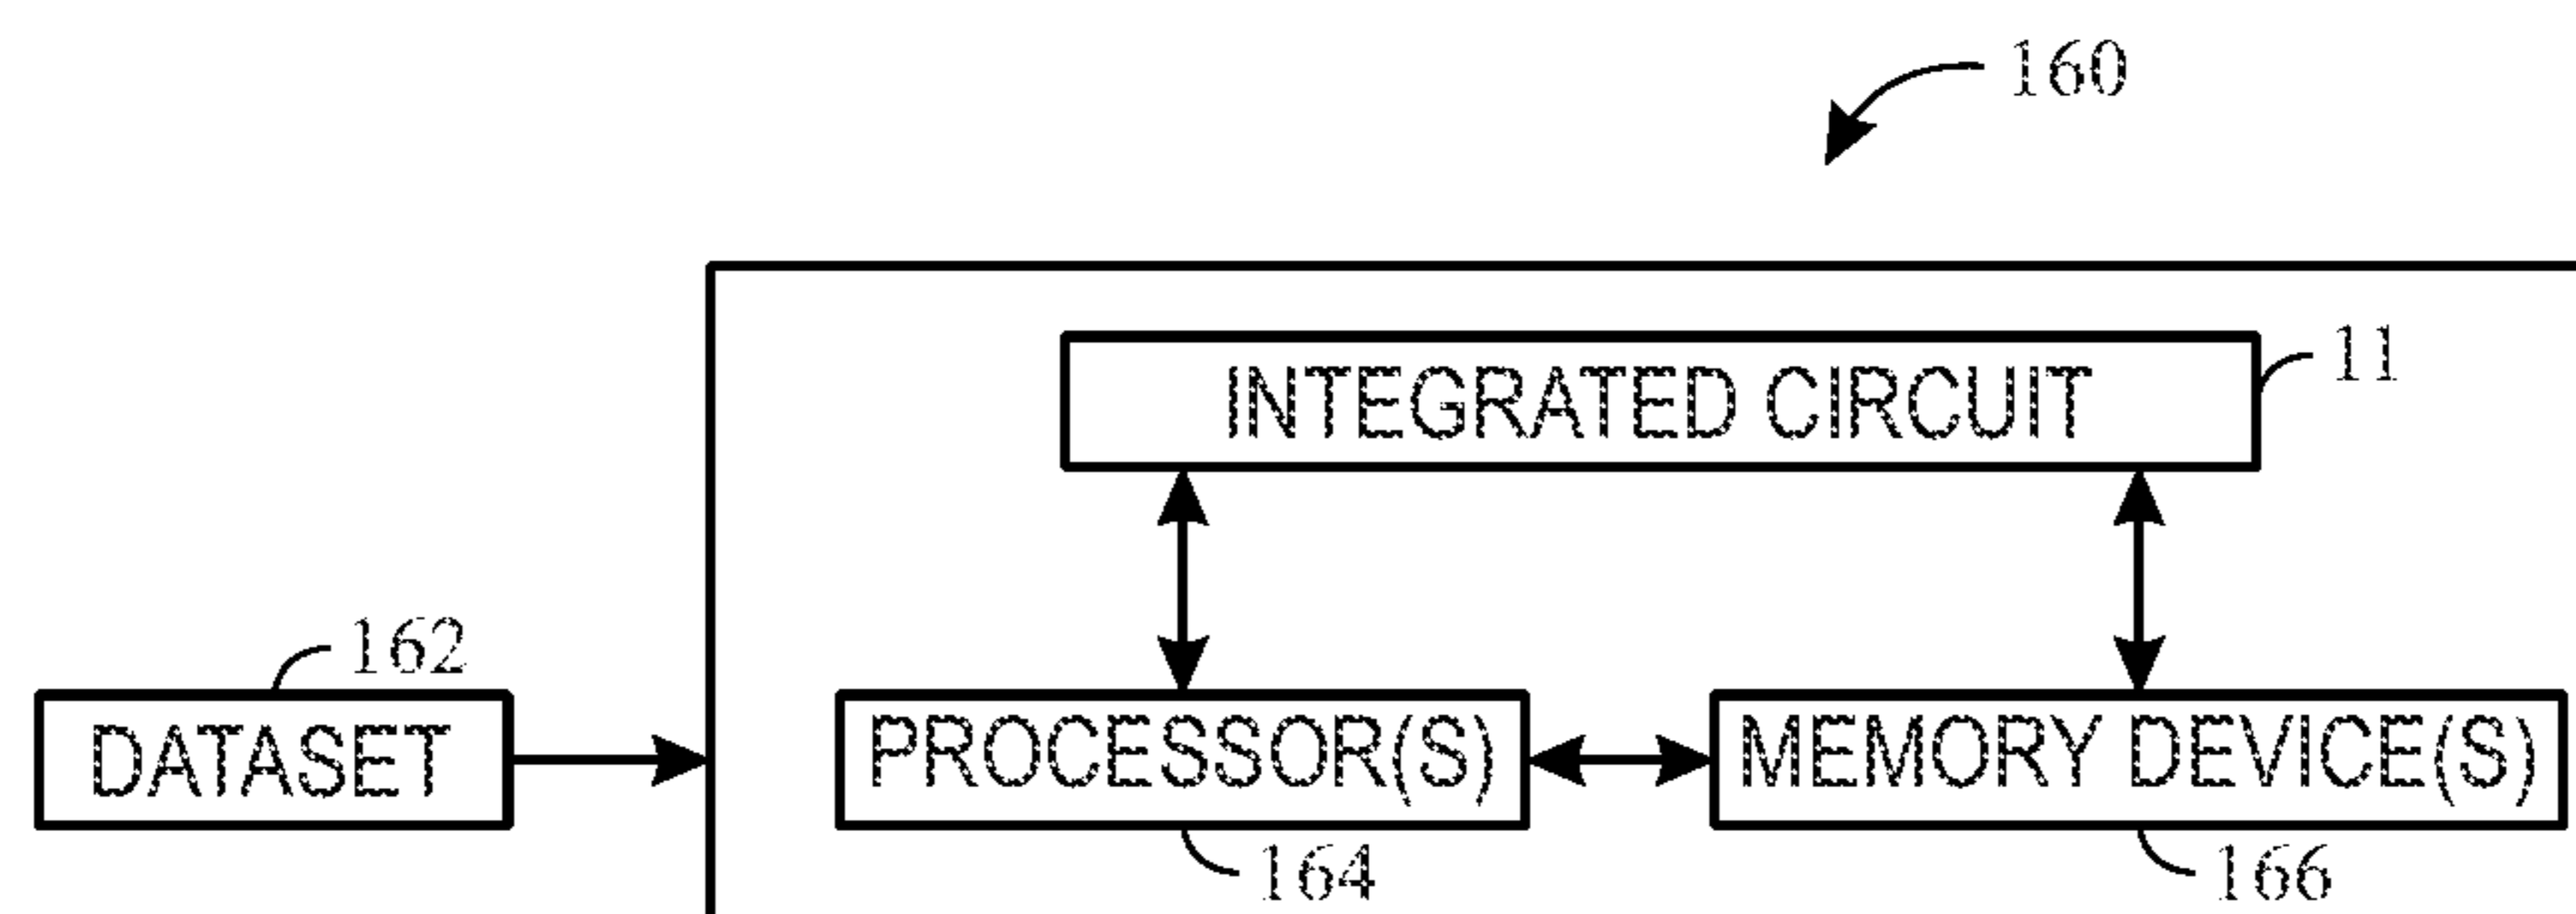 160
INTEGRATED CIRCUIT
11
162
DATASET
PROCESSOR(S)
MEMORY DEVICE(S)
164
166